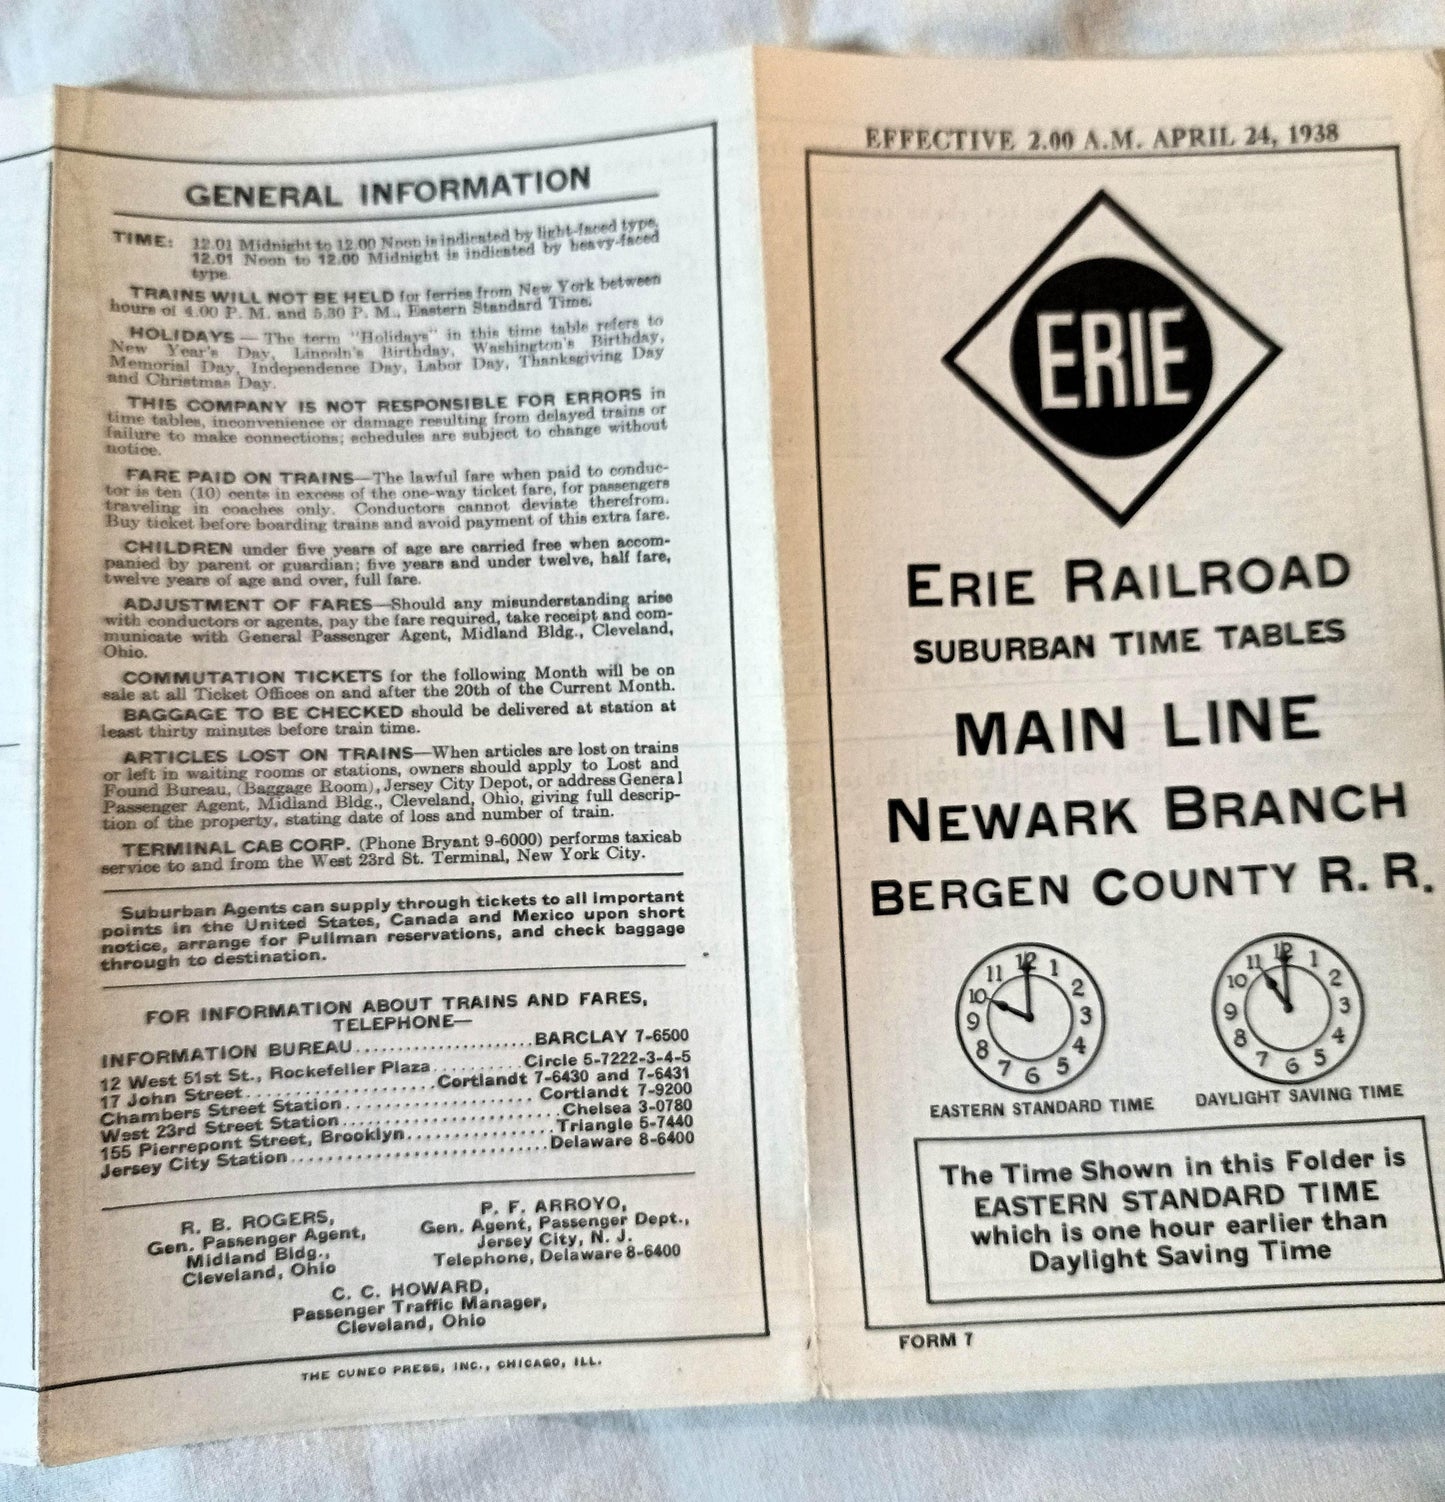 GENERAL INFORMATION
TIME: 12.01 Midnight to 12.00 Noon is indicated by light-faced type,
12.01 Noon to 12.00 Midnight is indicated by heavy-faced
type.
TRAINS WILL NOT BE HELD for ferries from New York between
hours of 4.00 P. M. and 5.30 P. M., Eastern Standard Time.
HOLIDAYS — The term "Holidays" in this time table refers to
New Year's Day, Lincoln's Birthday, Washington's Birthday,
Memorial Day, Independence Day, Labor Day, Thanksgiving Day
and Christmas Day.
THIS COMPANY IS NOT RESPONSIBLE FOR ERRORS in
time tables, inconvenience or damage resulting from delayed trains or
failure to make connections; schedules are subject to change without
notice.
FARE PAID ON TRAINS—The lawful fare when paid to conduc-
tor is ten (10) cents in excess of the one-way ticket fare, for passengers
traveling in coaches only. Conductors cannot deviate therefrom.
Buy ticket before boarding trains and avoid payment of this extra fare.
CHILDREN under five years of age are carried free when accom-
panied by parent or guardian; five years and under twelve, half fare,
twelve years of age and over, full fare.
ADJUSTMENT OF FARES—Should any misunderstanding arise
with conductors or agents, pay the fare required, take receipt and com-
municate with General Passenger Agent, Midland Bldg., Cleveland,
Ohio.
COMMUTATION TICKETS for the following Month will be on
sale at all Ticket Offices on and after the 20th of the Current Month.
BAGGAGE TO BE CHECKED should be delivered at station at
least thirty minutes before train time.
ARTICLES LOST ON TRAINS—When articles are lost on trains
or left in waiting rooms or stations, owners should apply to Lost and
Found Bureau, (Baggage Room), Jersey City Depot, or address General
Passenger Agent, Midland Bldg., Cleveland, Ohio, giving full descrip-
tion of the property, stating date of loss and number of train.
TERMINAL CAB CORP. (Phone Bryant 9-6000) performs taxicab
service to and from the West 23rd St. Terminal, New York City.
Suburban Agents can supply through tickets to all important
points in the United States, Canada and Mexico upon short
notice, arrange for Pullman reservations, and check baggage
through to destination.
FOR INFORMATION ABOUT TRAINS AND FARES,
TELEPHONE—
INFORMATION BUREAU....................BARCLAY 7-6500
12 West 51st St., Rockefeller Plaza..........Circle 5-7222-3-4-5
17 John Street....................Cortlandt 7-6430 and 7-6431
Chambers Street Station....................Cortlandt 7-9200
West 23rd Street Station....................Chelsea 3-0780
155 Pierrepont Street, Brooklyn....................Triangle 5-7440
Jersey City Station....................Delaware 8-6400
R. B. ROGERS,
Gen. Passenger Agent,
Midland Bldg.,
Cleveland, Ohio
P. F. ARROYO,
Gen. Agent, Passenger Dept.,
Jersey City, N. J.
Telephone, Delaware 8-6400
C. C. HOWARD,
Passenger Traffic Manager,
Cleveland, Ohio
THE CUNEO PRESS, INC., CHICAGO, ILL.
EFFECTIVE 2.00 A.M. APRIL 24, 1938
ERIE
ERIE RAILROAD
SUBURBAN TIME TABLES
MAIN LINE
NEWARK BRANCH
BERGEN COUNTY R. R.
12 1 2 3 4 5 6 7 8 9 10 11
EASTERN STANDARD TIME
12 1 2 3 4 5 6 7 8 9 10 11
DAYLIGHT SAVING TIME
The Time Shown in this Folder is
EASTERN STANDARD TIME
which is one hour earlier than
Daylight Saving Time
FORM 7